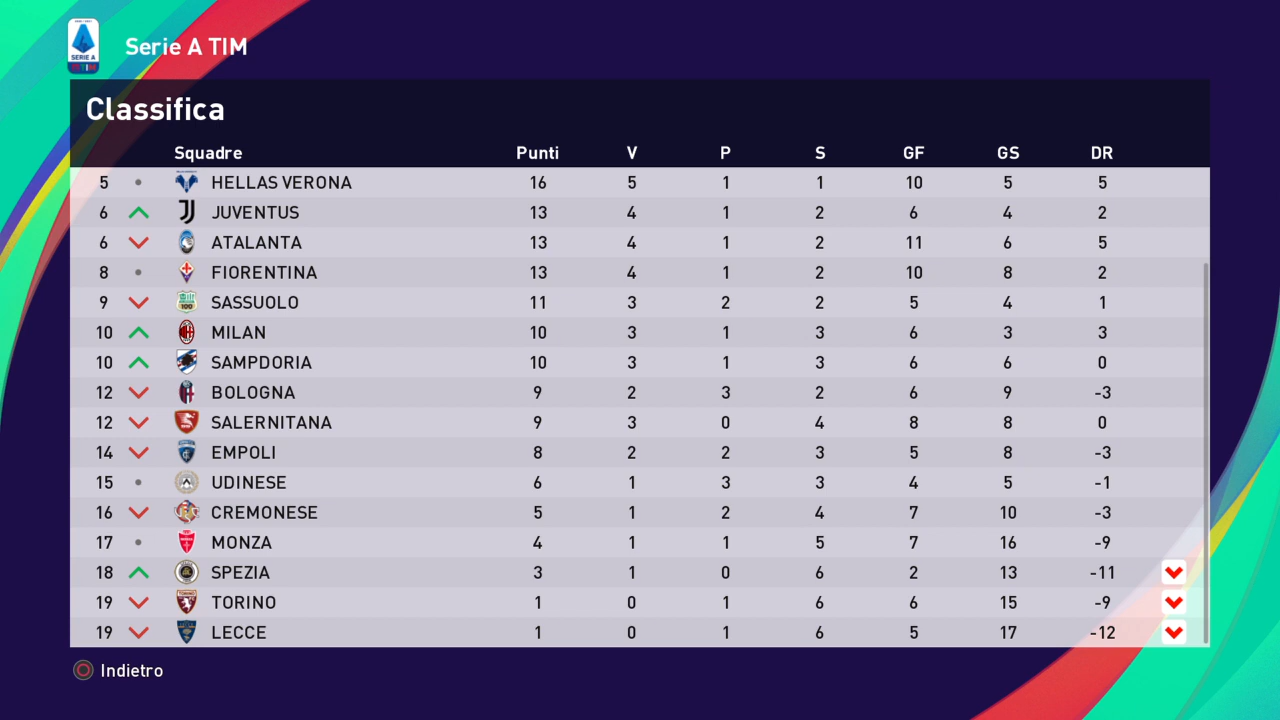 Serie A TIM
SERIE A
TIM
Classifica
Squadre Punti V P S GF GS DR
5 HELLAS VERONA 16 5 1 1 10 5 5
6 JUVENTUS 13 4 1 2 6 4 2
6 ATALANTA 13 4 1 2 11 6 5
8 FIORENTINA 13 4 1 2 10 8 2
9 SASSUOLO 11 3 2 2 5 4 1
10 MILAN 10 3 1 3 6 3 3
10 SAMPDORIA 10 3 1 3 6 6 0
12 BOLOGNA 9 2 3 2 6 9 -3
12 SALERNITANA 9 3 0 4 8 8 0
14 EMPOLI 8 2 2 3 5 8 -3
15 UDINESE 6 1 3 3 4 5 -1
16 CREMONESE 5 1 2 4 7 10 -3
17 MONZA 4 1 1 5 7 16 -9
18 SPEZIA 3 1 0 6 2 13 -11
19 TORINO 1 0 1 6 6 15 -9
19 LECCE 1 0 1 6 5 17 -12
Indietro